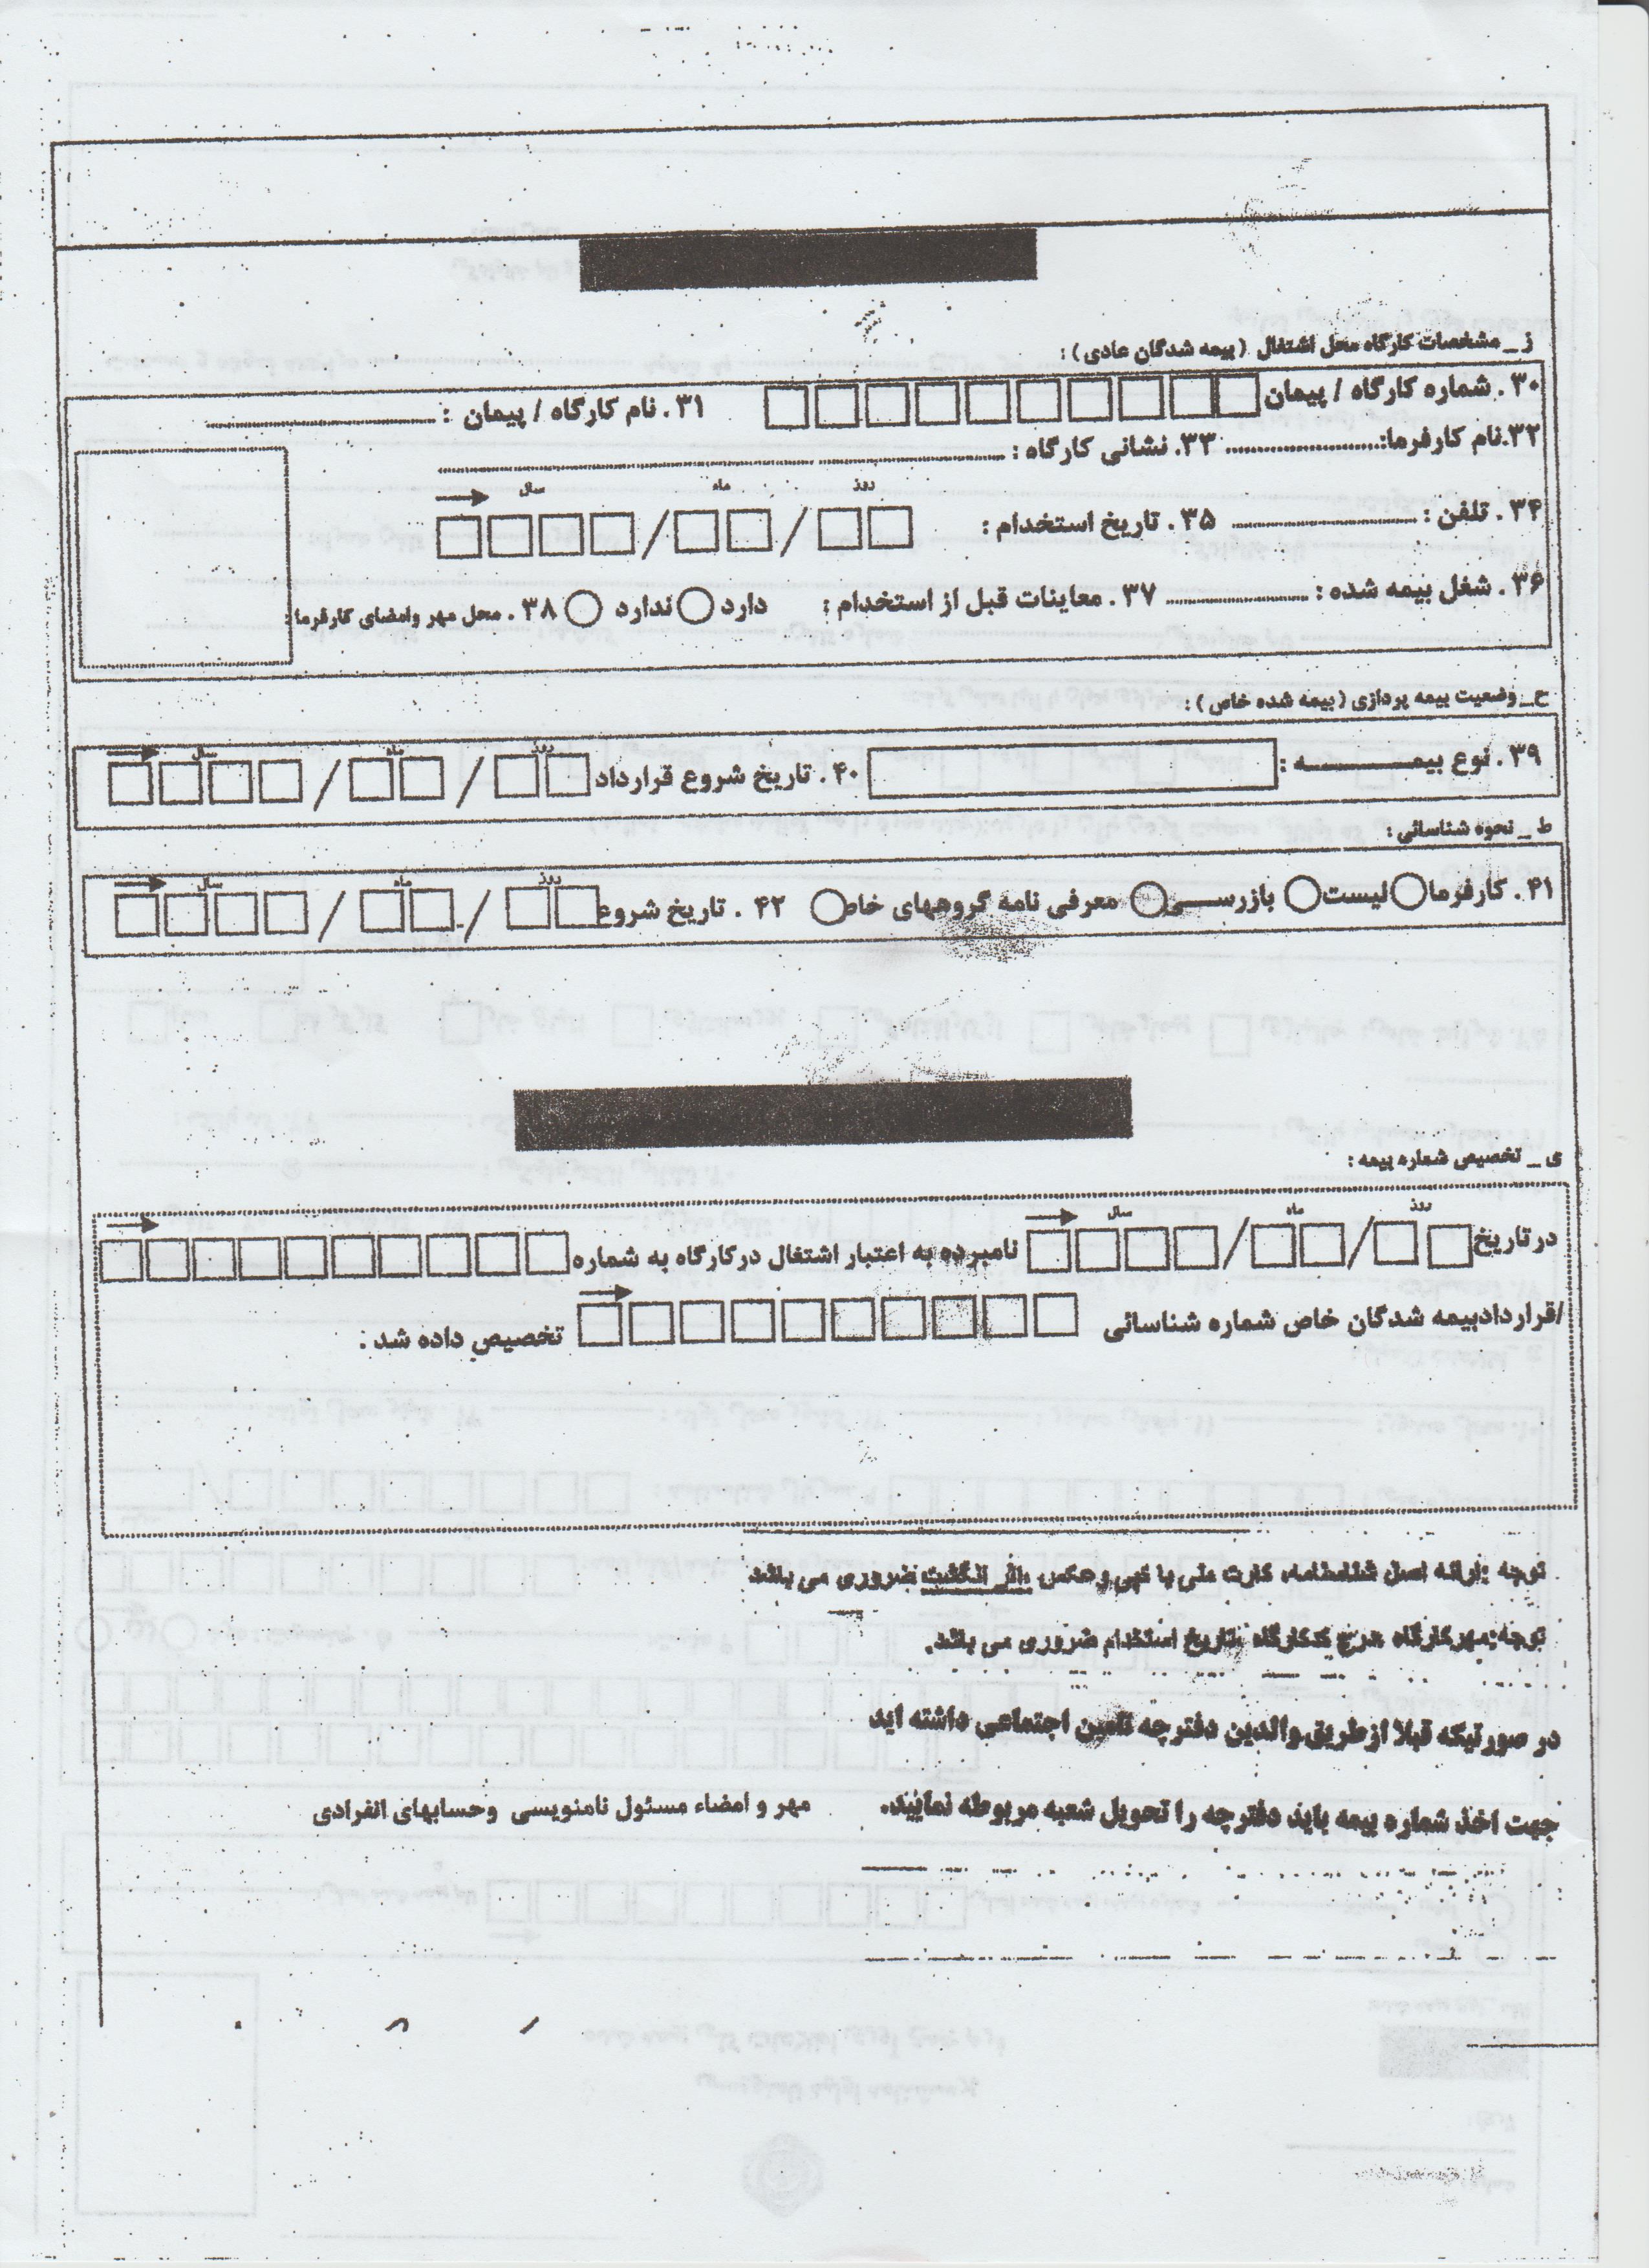 ز _ مشخصات کارگاه محل اشتغال (بیمه شدگان عادی) :
۳۰ . شماره کارگاه / پیمان ۳۱ . نام کارگاه / پیمان :
۳۲.نام کارفرما: ۳۳. نشانی کارگاه :
روز ماه سال
۳۴ . تلفن : ۳۵ . تاریخ استخدام :
۳۶ . شغل بیمه شده : ۳۷ . معاینات قبل از استخدام : دارد ندارد ۳۸ . محل مهر وامضای کارفرما:
ح_ وضعیت بیمه پردازی (بیمه شده خاص) :
روز ماه سال
۳۹ . نوع بیمــه : ۴۰ . تاریخ شروع قرارداد
ط _ نحوه شناسائی :
روز ماه سال
۴۱ . کارفرما لیست بازرسـی معرفی نامه گروههای خاص ۴۲ . تاریخ شروع
ی _ تخصیص شماره بیمه :
روز ماه سال
درتاریخ نامبرده به اعتبار اشتغال درکارگاه به شماره
/قراردادبیمه شدگان خاص شماره شناسائی تخصیص داده شد :
توجه :ارائه اصل شناسنامه، کارت ملی با کپی وعکس ،اثر انگشت ضروری می باشد
توجه:مهرکارگاه ،درج کدکارگاه ،تاریخ استخدام ضروری می باشد.
در صورتیکه قبلا ازطریق والدین دفترچه تامین اجتماعی داشته اید
جهت اخذ شماره بیمه باید دفترچه را تحویل شعبه مربوطه نمایید. مهر و امضاء مسئول نامنویسی وحسابهای انفرادی